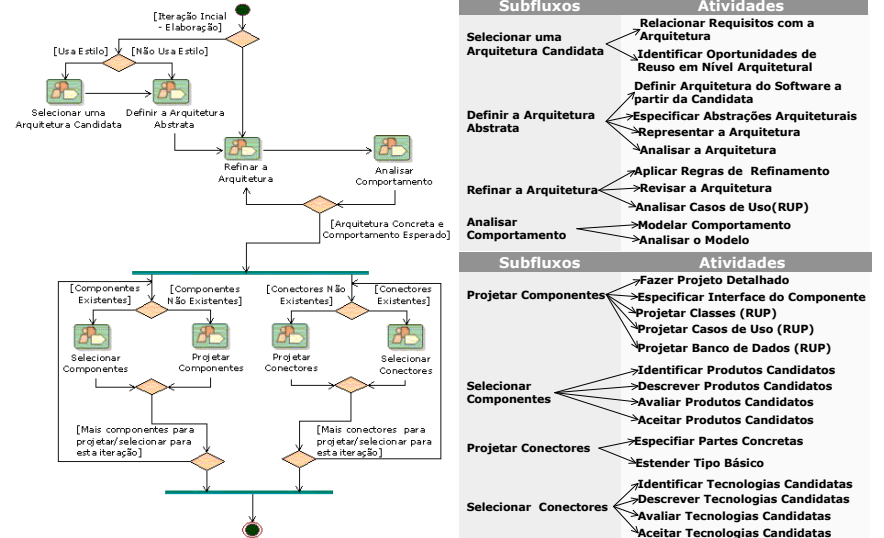 [Iteração Incial
- Elaboração]
[Usa Estilo]
[Não Usa Estilo]
Selecionar uma
Arquitetura Candidata
Definir a Arquitetura
Abstrata
Refinar a
Arquitetura
Analisar
Comportamento
[Arquitetura Concreta e
Comportamento Esperado]
[Componentes
Existentes]
[Componentes
Não Existentes]
[Conectores Não
Existentes]
[Conectores
Existentes]
Selecionar
Componentes
Projetar
Componentes
Projetar
Conectores
Selecionar
Conectores
[Mais componentes para
projetar/selecionar para
esta iteração]
[Mais conectores para
projetar/selecionar para
esta iteração]
Subfluxos
Atividades
Selecionar uma
Arquitetura Candidata
Relacionar Requisitos com a
Arquitetura
Identificar Oportunidades de
Reuso em Nível Arquitetural
Definir a Arquitetura
Abstrata
Definir Arquitetura do Software a
partir da Candidata
Especificar Abstrações Arquiteturais
Representar a Arquitetura
Analisar a Arquitetura
Refinar a Arquitetura
Aplicar Regras de Refinamento
Revisar a Arquitetura
Analisar Casos de Uso(RUP)
Analisar
Comportamento
Modelar Comportamento
Analisar o Modelo
Subfluxos
Atividades
Projetar Componentes
Fazer Projeto Detalhado
Especificar Interface do Componente
Projetar Classes (RUP)
Projetar Casos de Uso (RUP)
Projetar Banco de Dados (RUP)
Selecionar
Componentes
Identificar Produtos Candidatos
Descrever Produtos Candidatos
Avaliar Produtos Candidatos
Aceitar Produtos Candidatos
Projetar Conectores
Especifiar Partes Concretas
Estender Tipo Básico
Selecionar Conectores
Identificar Tecnologias Candidatas
Descrever Tecnologias Candidatas
Avaliar Tecnologias Candidatas
Aceitar Tecnologias Candidatas